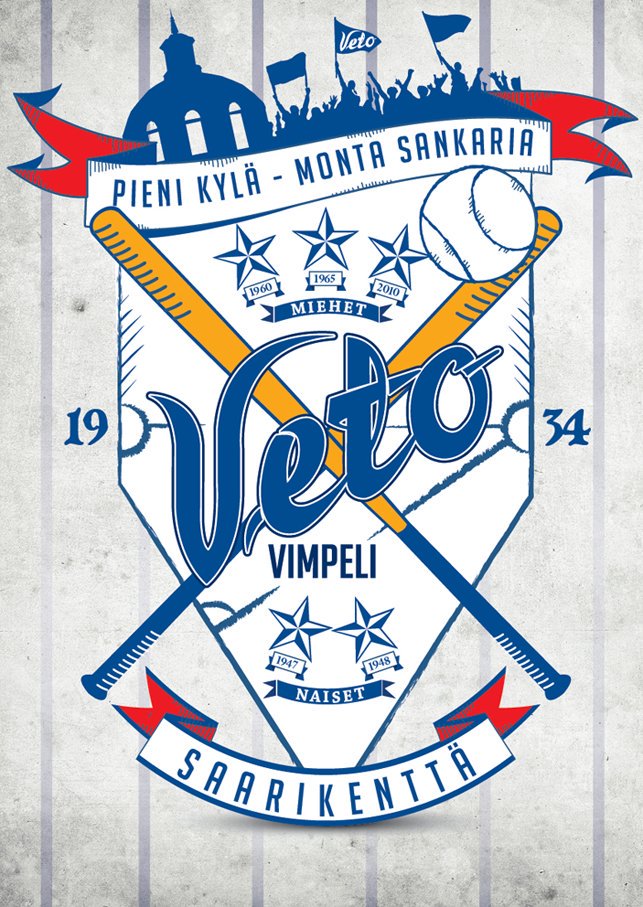 Veto
PIENI KYLÄ - MONTA SANKARIA
1960 1965 2010
MIEHET
Veto
19 34
VIMPELI
1947 1948
NAISET
SAARIKENTTÄ